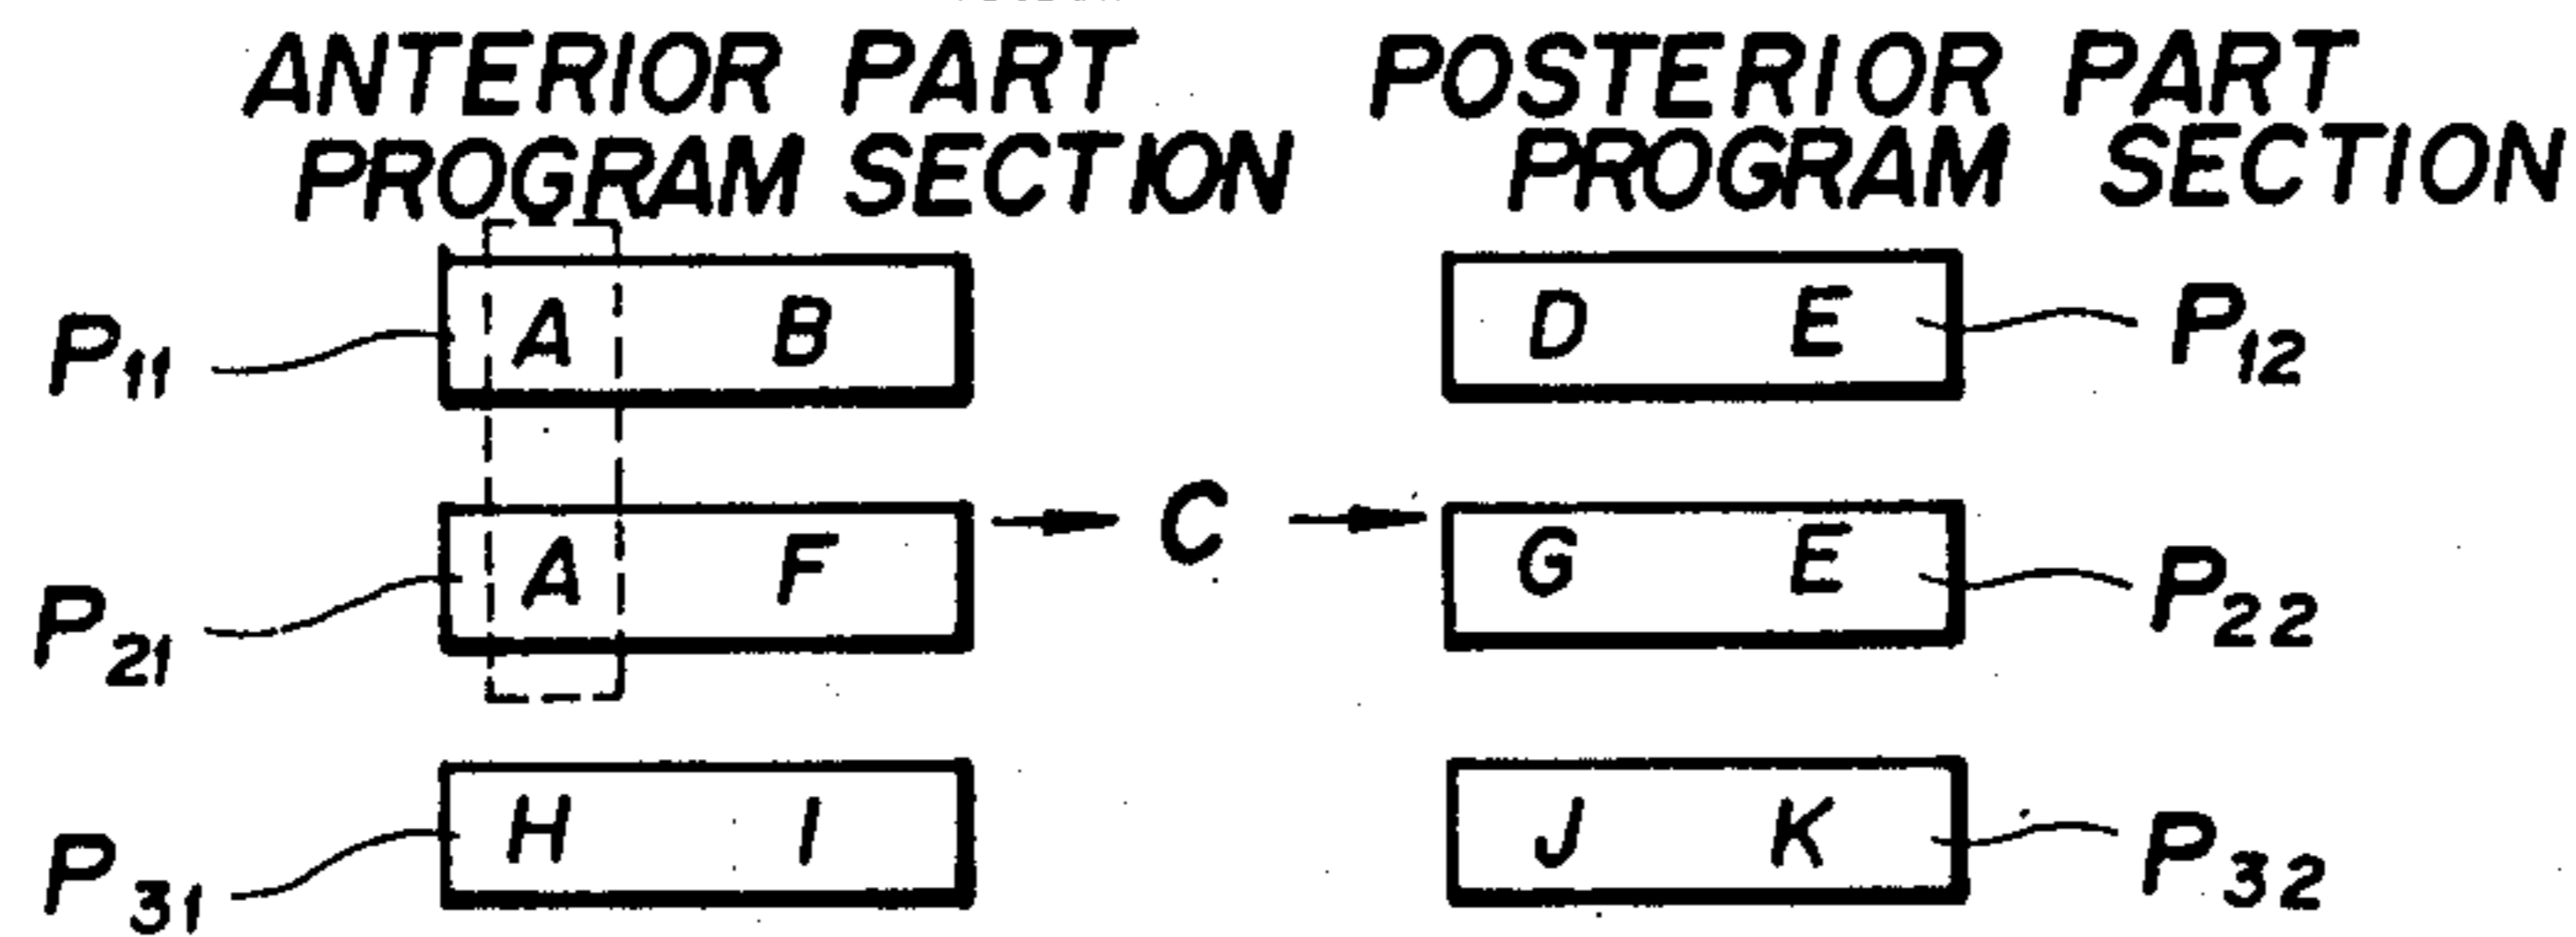 ANTERIOR PART PROGRAM SECTION
POSTERIOR PART PROGRAM SECTION
P11 A B D E P12
P21 A F → C → G E P22
P31 H I J K P32